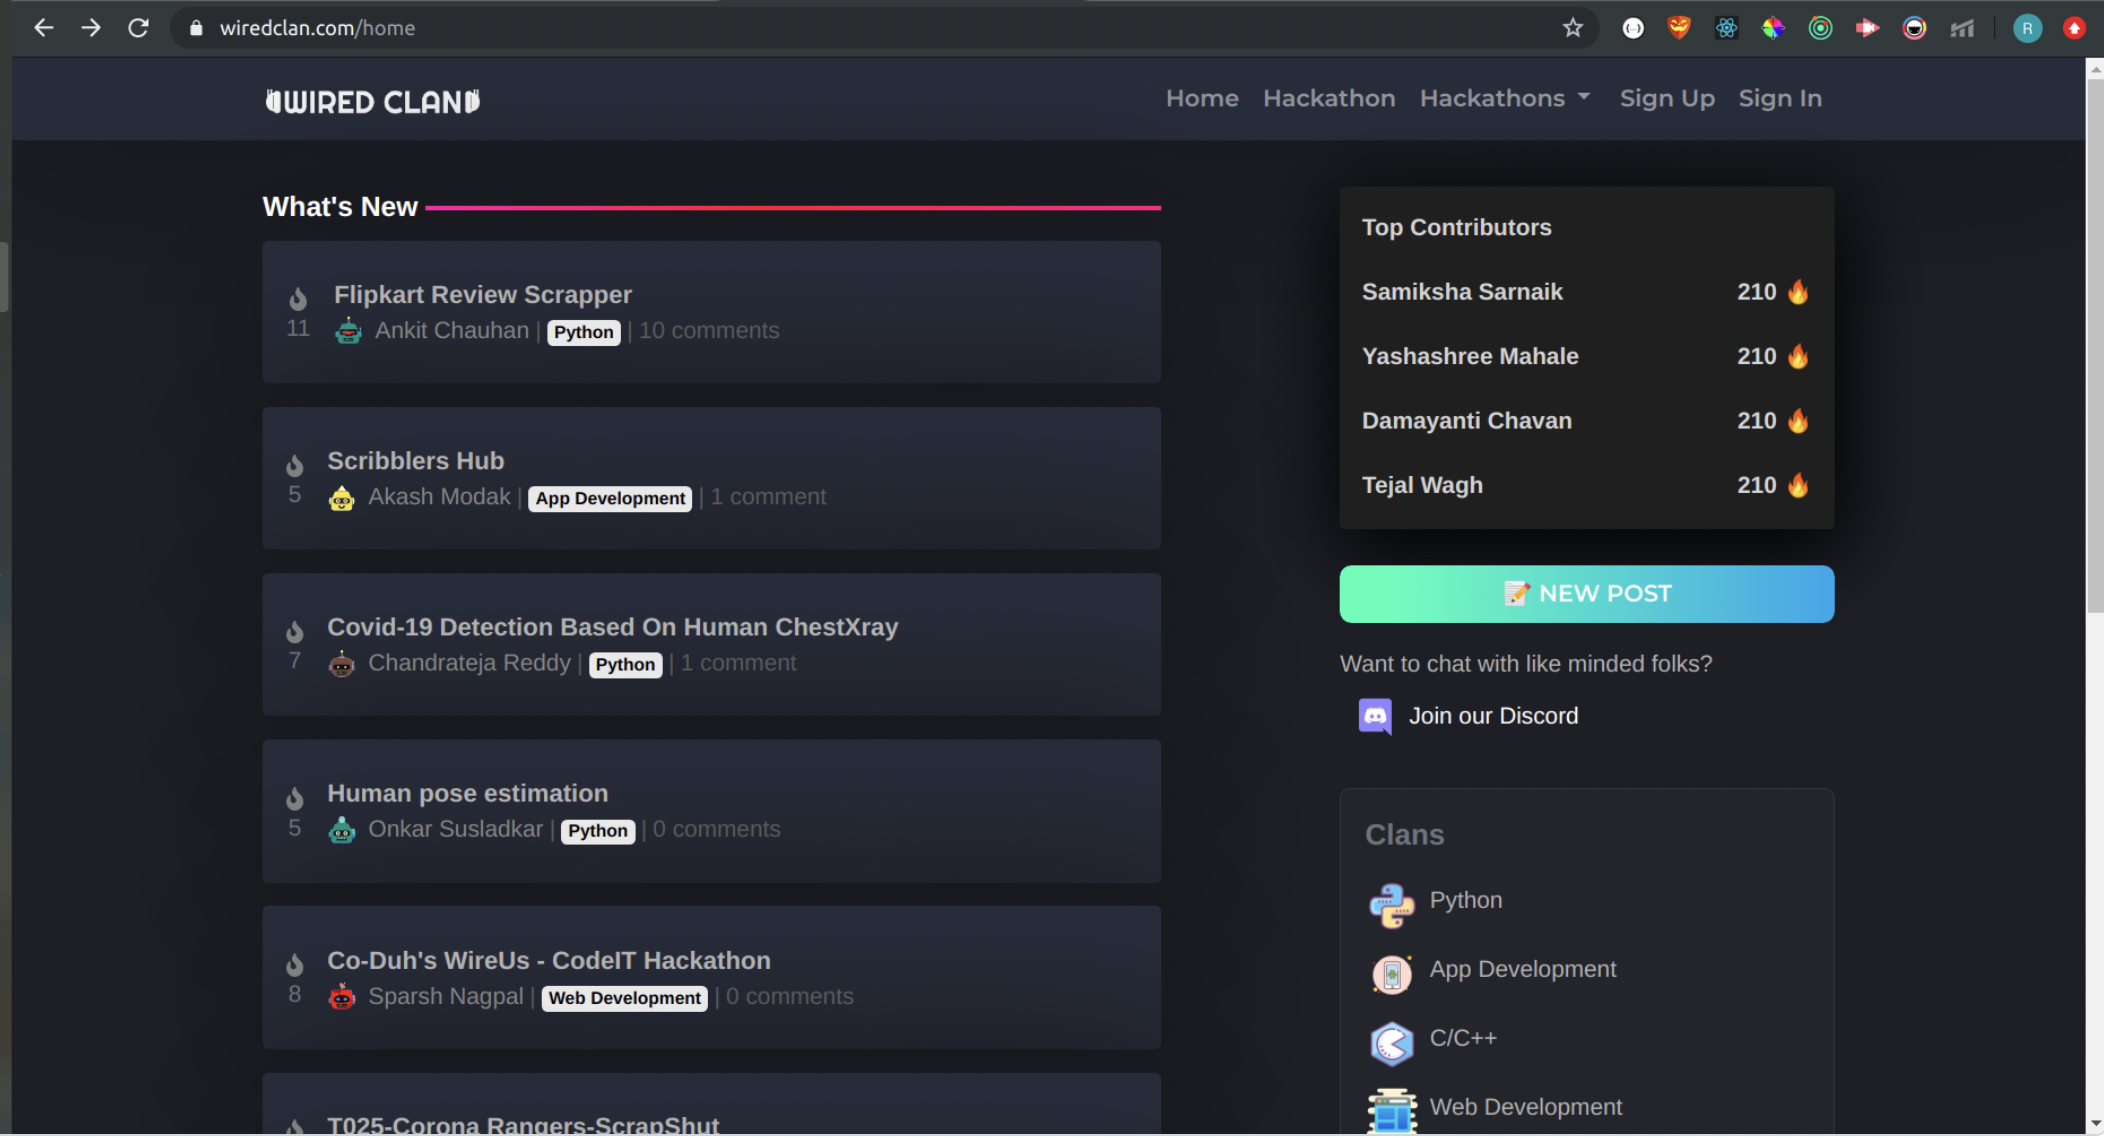 wiredclan.com/home
R
WIRED CLAN
Home Hackathon Hackathons Sign Up Sign In
What's New
Flipkart Review Scrapper
11
Ankit Chauhan | Python | 10 comments
Scribblers Hub
5
Akash Modak | App Development | 1 comment
Covid-19 Detection Based On Human ChestXray
7
Chandrateja Reddy | Python | 1 comment
Human pose estimation
5
Onkar Susladkar | Python | 0 comments
Co-Duh's WireUs - CodeIT Hackathon
8
Sparsh Nagpal | Web Development | 0 comments
T025-Corona Rangers-ScrapShut
Top Contributors
Samiksha Sarnaik 210 🔥
Yashashree Mahale 210 🔥
Damayanti Chavan 210 🔥
Tejal Wagh 210 🔥
📝 NEW POST
Want to chat with like minded folks?
Join our Discord
Clans
Python
App Development
C/C++
Web Development